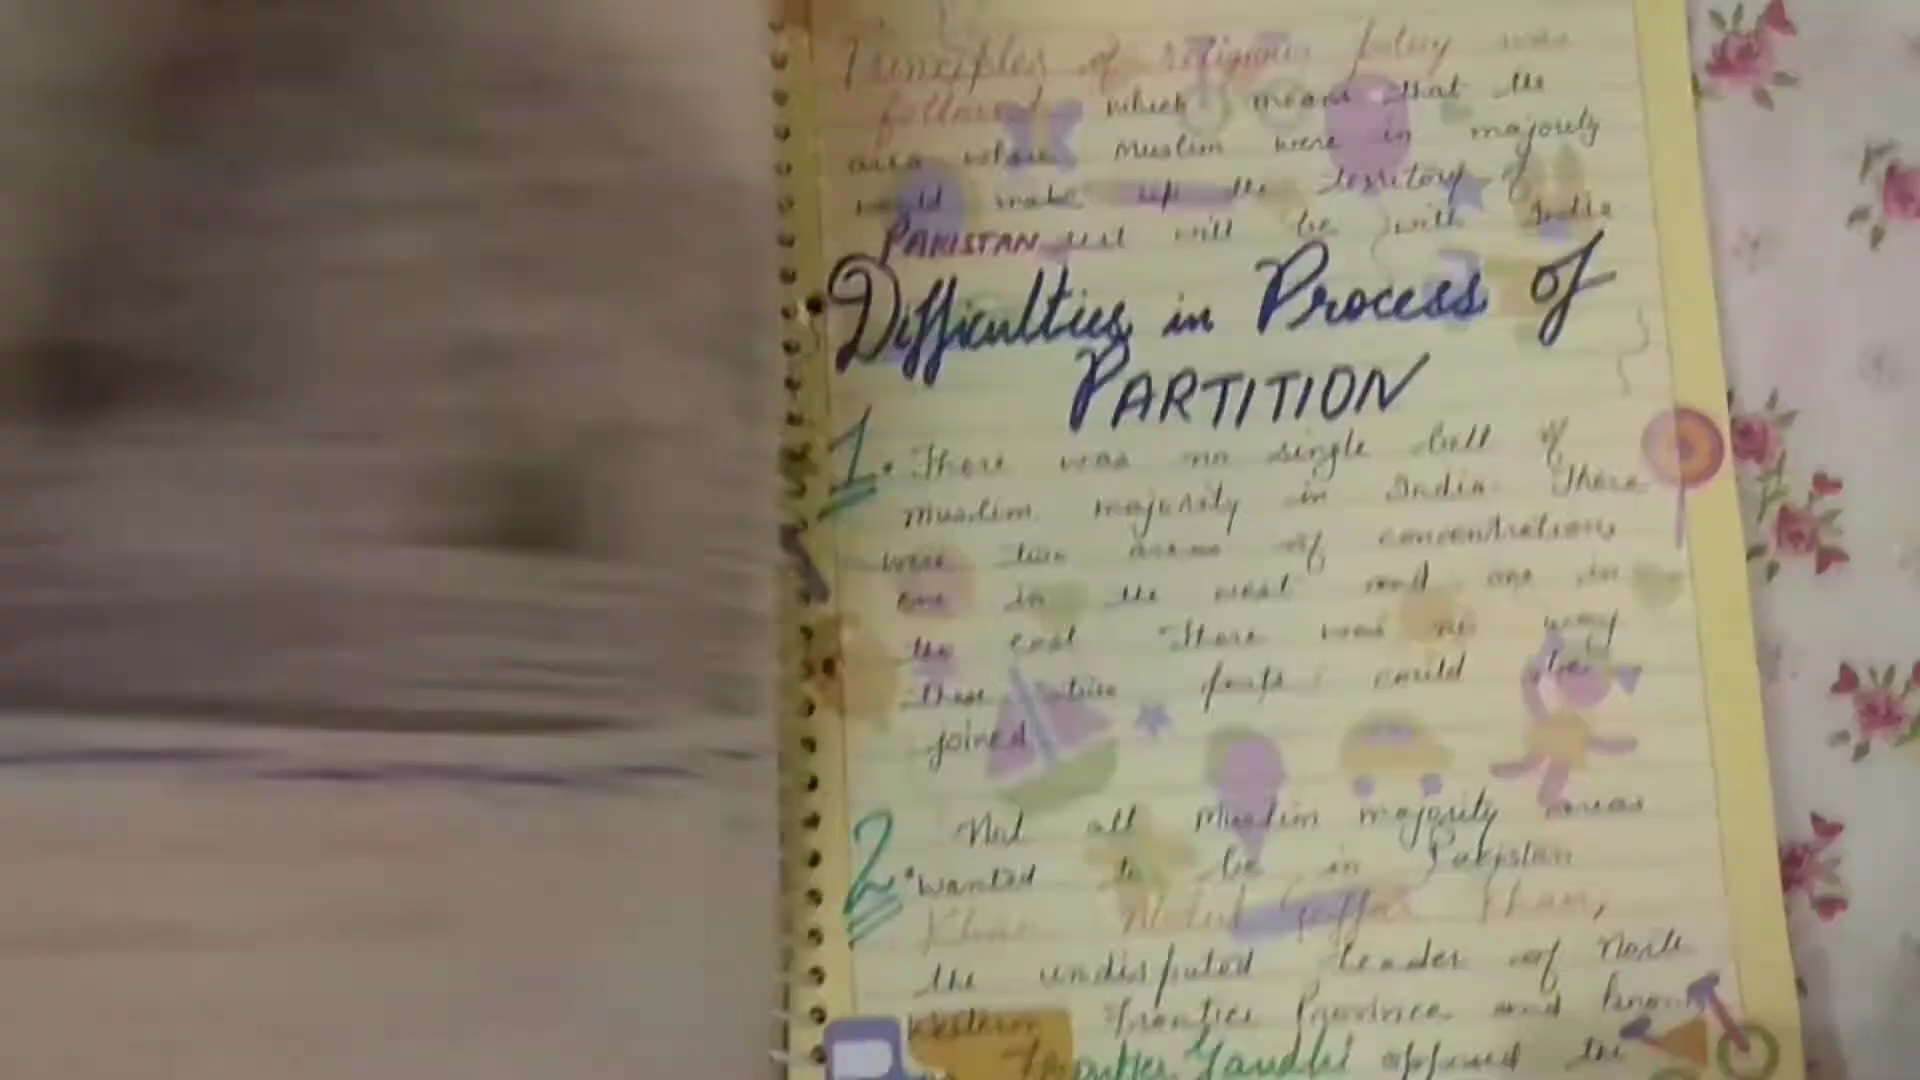 Principles of religious policy was
followed which means that the
area where Muslim were in majority
would make up the territory of
PAKISTAN rest will be with India
Difficulties in Process of
PARTITION
1. There was no single belt of
muslim majority in India. There
were two areas of concentration,
one in the west and one in
the east. There was no way
these two parts could be
joined
2. Not all Muslim majority areas
wanted to be in Pakistan
Khan Abdul Gaffar Khan,
the undisputed leader of North
Western Frontier Province and known
Frontier Gandhi opposed the